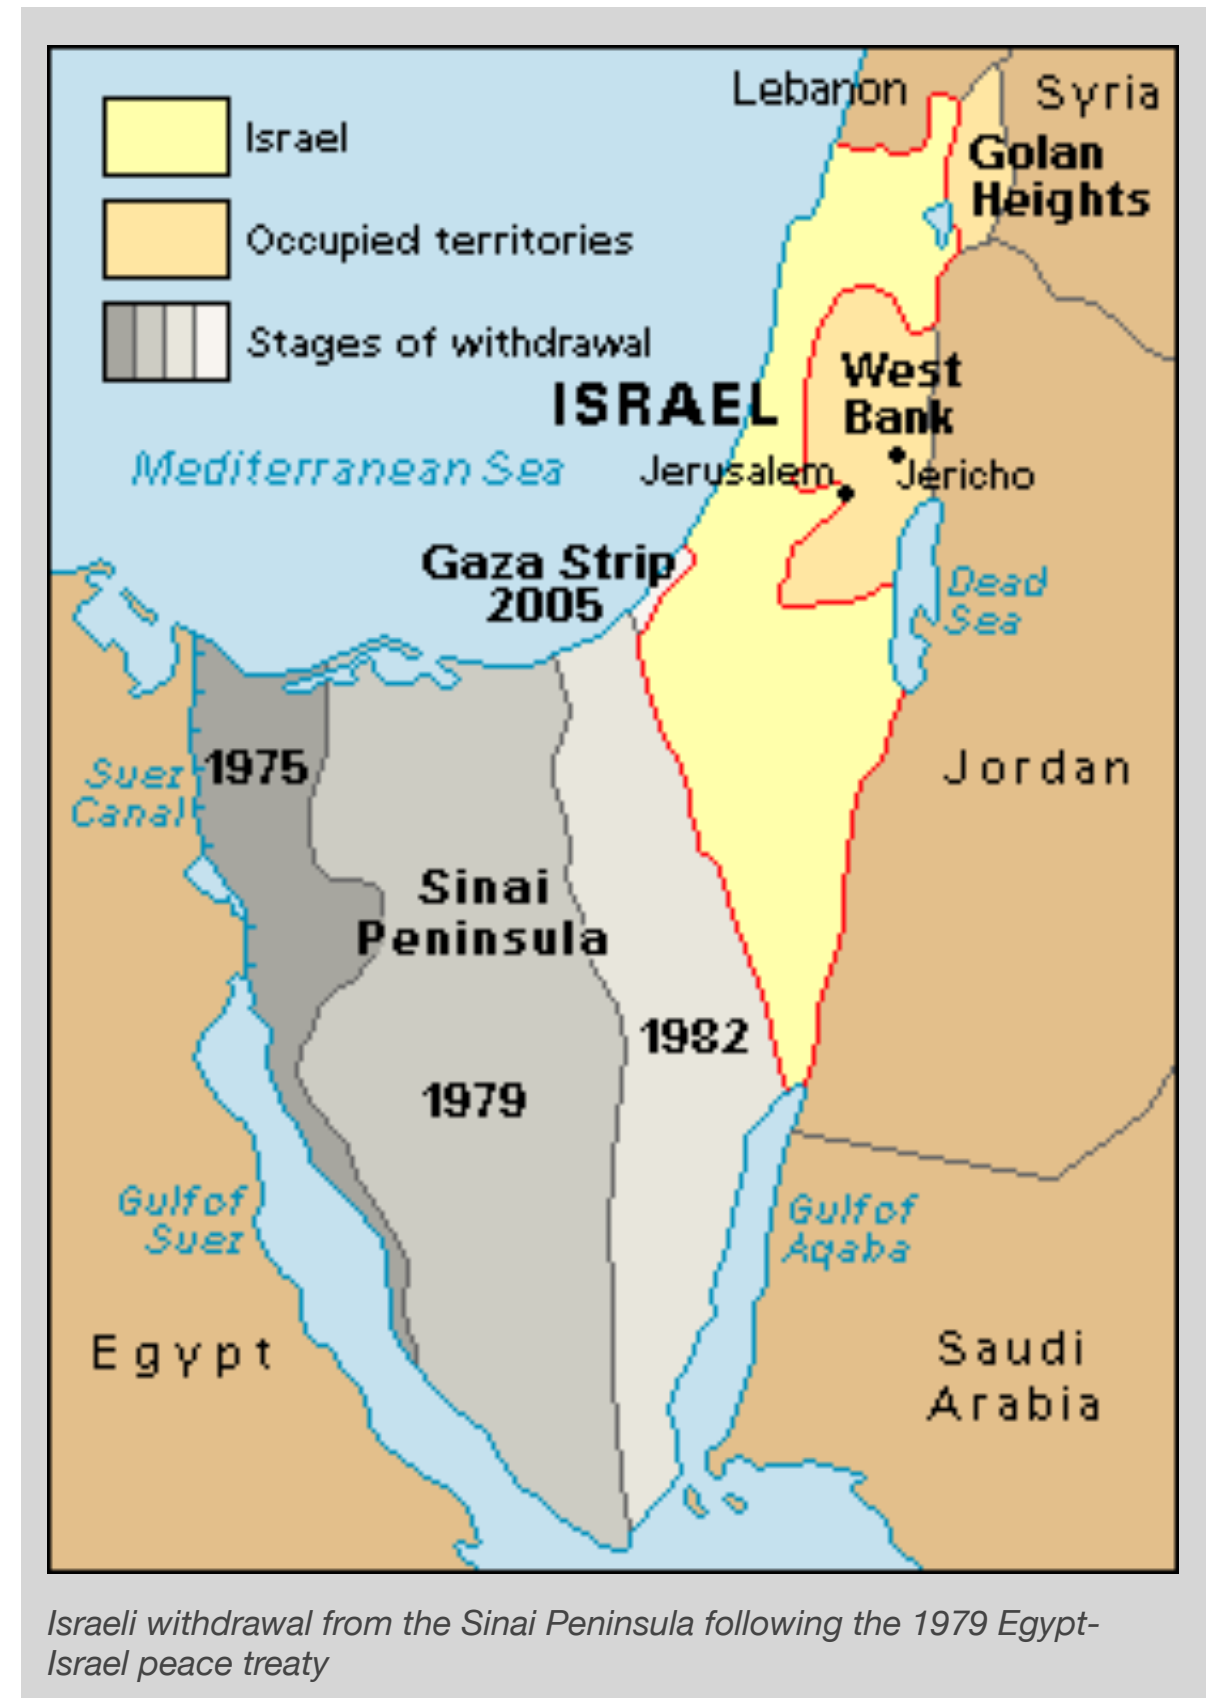 Lebanon
Syria
Israel
Golan
Heights
Occupied territories
Stages of withdrawal
West
Bank
ISRAEL
Mediterranean Sea
Jerusalem
Jericho
Gaza Strip
2005
Dead
Sea
1975
Suez
Canal
Jordan
Sinai
Peninsula
1982
1979
Gulf of
Suez
Gulf of
Aqaba
Egypt
Saudi
Arabia
Israeli withdrawal from the Sinai Peninsula following the 1979 Egypt-
Israel peace treaty